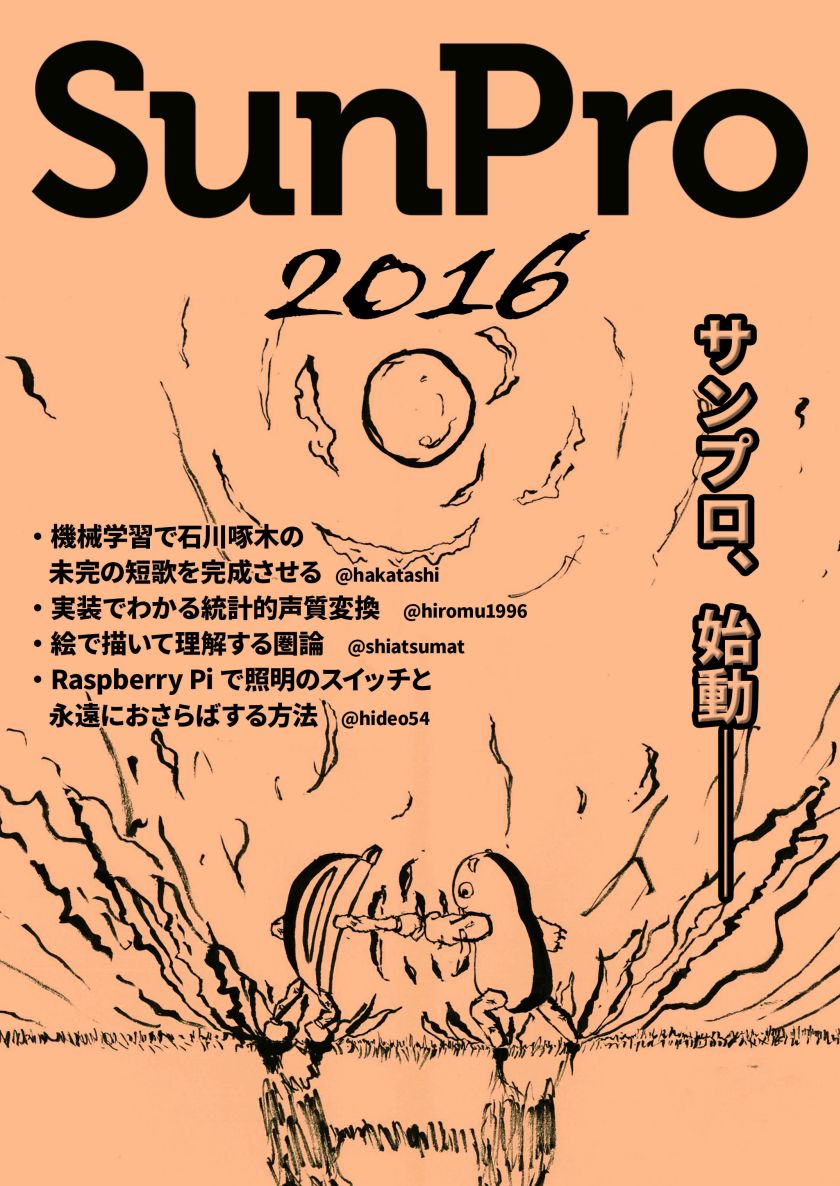 SunPro
2016
サンプロ、始動――
・機械学習で石川啄木の
未完の短歌を完成させる @hakatashi
・実装でわかる統計的声質変換 @hiromu1996
・絵で描いて理解する圏論 @shiatsumat
・Raspberry Pi で照明のスイッチと
永遠におさらばする方法 @hideo54